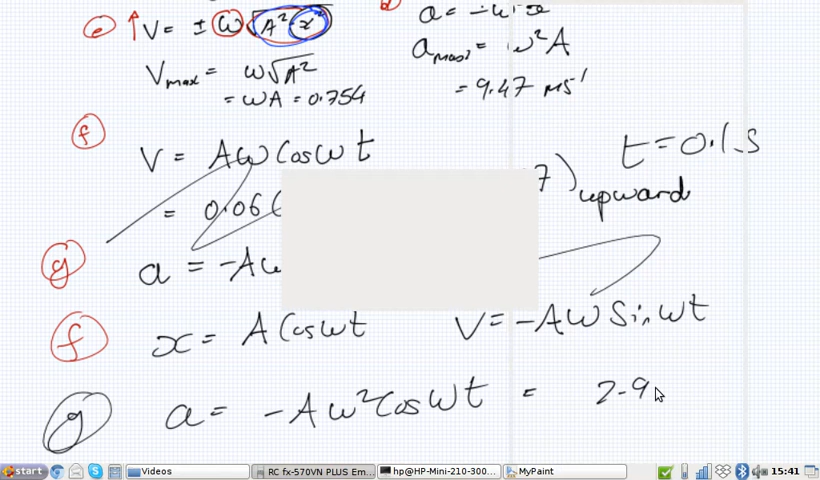 e ↑ V = ± ω √A² x²
Vmax = ω√A²
= ωA = 0.754
a =
amax = ω²A
= 9.47 ms⁻¹
f
V = Aω Cos ωt
t = 0.1 s
= 0.06(
7) upward
g a = -Aω
f x = A Cos ωt V = -Aω Sin ωt
g a = -Aω² Cos ωt = 2.9
start Videos RC fx-570VN PLUS Em... hp@HP-Mini-210-300... MyPaint 15:41